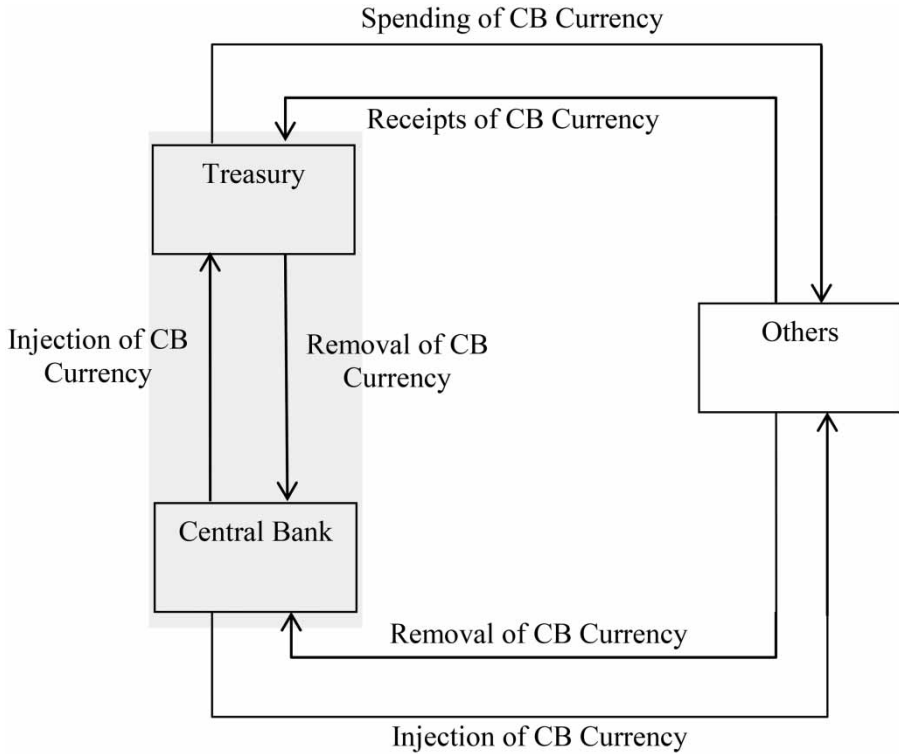 Spending of CB Currency
Receipts of CB Currency
Treasury
Injection of CB
Currency
Removal of CB
Currency
Others
Central Bank
Removal of CB Currency
Injection of CB Currency